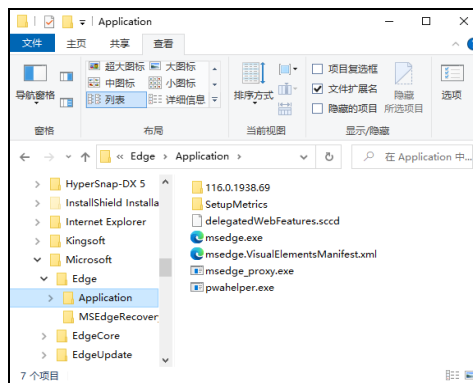 Application
文件 主页 共享 查看
导航窗格
超大图标 大图标
中图标 小图标
列表 详细信息
排序方式
项目复选框
文件扩展名
隐藏的项目
隐藏
所选项目
选项
窗格 布局 当前视图 显示/隐藏
« Edge › Application ›
在 Application 中...
HyperSnap-DX 5
InstallShield Installa
Internet Explorer
Kingsoft
Microsoft
Edge
Application
MSEdgeRecovery
EdgeCore
EdgeUpdate
116.0.1938.69
SetupMetrics
delegatedWebFeatures.sccd
msedge.exe
msedge.VisualElementsManifest.xml
msedge_proxy.exe
pwahelper.exe
7 个项目